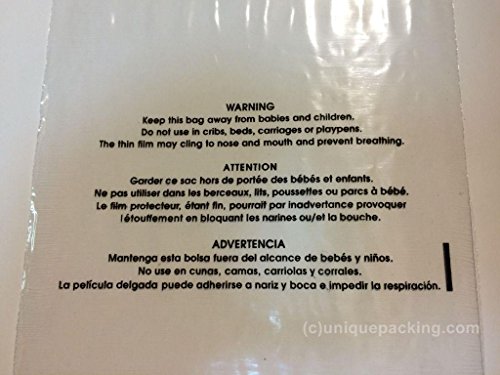 WARNING
Keep this bag away from babies and children.
Do not use in cribs, beds, carriages or playpens.
The thin film may cling to nose and mouth and prevent breathing.
ATTENTION
Garder ce sac hors de portée des bébés et enfants.
Ne pas utiliser dans les berceaux, lits, poussettes ou parcs à bébé.
Le film protecteur, étant fin, pourrait par inadvertance provoquer
l'étouffement en bloquant les narines ou/et la bouche.
ADVERTENCIA
Mantenga esta bolsa fuera del alcance de bebés y niños.
No use en cunas, camas, carriolas y corrales.
La película delgada puede adherirse a nariz y boca e impedir la respiración.
(c)uniquepacking.com